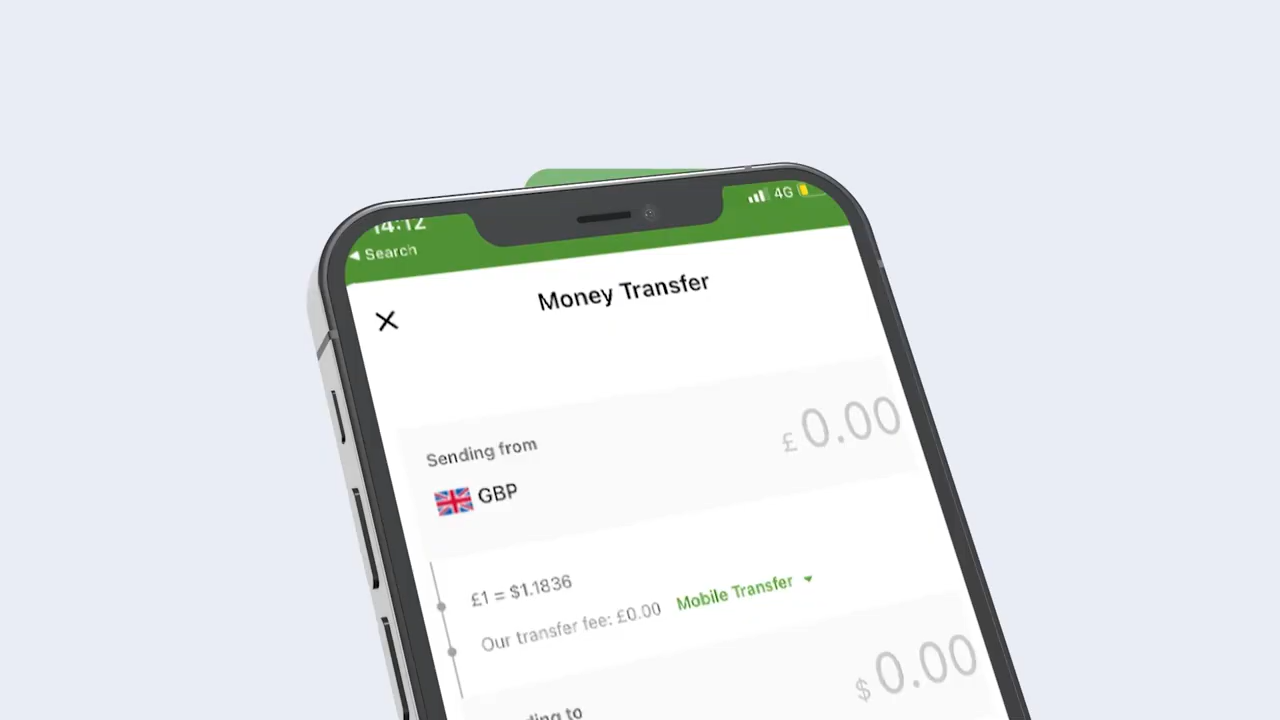 14:12
4G
◀ Search
Money Transfer
Sending from
£ 0.00
GBP
£1 = $1.1836
Our transfer fee: £0.00 Mobile Transfer
$ 0.00
to